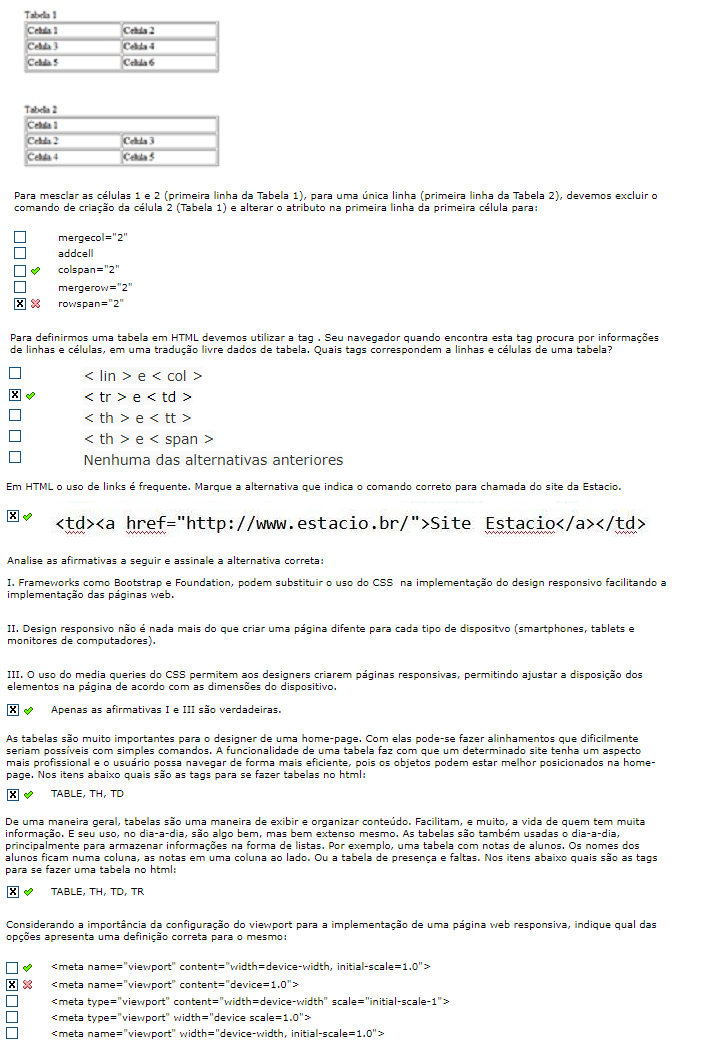 Tabela 1
Celula 1 Celula 2
Celula 3 Celula 4
Celula 5 Celula 6
Tabela 2
Celula 1
Celula 2 Celula 3
Celula 4 Celula 5
Para mesclar as células 1 e 2 (primeira linha da Tabela 1), para uma única linha (primeira linha da Tabela 2), devemos excluir o
comando de criação da célula 2 (Tabela 1) e alterar o atributo na primeira linha da primeira célula para:
mergecol="2"
addcell
colspan="2"
mergerow="2"
X rowspan="2"
Para definirmos uma tabela em HTML devemos utilizar a tag . Seu navegador quando encontra esta tag procura por informações
de linhas e células, em uma tradução livre dados de tabela. Quais tags correspondem a linhas e células de uma tabela?
< lin > e < col >
X < tr > e < td >
< th > e < tt >
< th > e < span >
Nenhuma das alternativas anteriores
Em HTML o uso de links é frequente. Marque a alternativa que indica o comando correto para chamada do site da Estacio.
X <td><a href="http://www.estacio.br/">Site Estacio</a></td>
Analise as afirmativas a seguir e assinale a alternativa correta:
I. Frameworks como Bootstrap e Foundation, podem substituir o uso do CSS na implementação do design responsivo facilitando a
implementação das páginas web.
II. Design responsivo não é nada mais do que criar uma página difente para cada tipo de dispositvo (smartphones, tablets e
monitores de computadores).
III. O uso do media queries do CSS permitem aos designers criarem páginas responsivas, permitindo ajustar a disposição dos
elementos na página de acordo com as dimensões do dispositivo.
X Apenas as afirmativas I e III são verdadeiras.
As tabelas são muito importantes para o designer de uma home-page. Com elas pode-se fazer alinhamentos que dificilmente
seriam possíveis com simples comandos. A funcionalidade de uma tabela faz com que um determinado site tenha um aspecto
mais profissional e o usuário possa navegar de forma mais eficiente, pois os objetos podem estar melhor posicionados na home-
page. Nos itens abaixo quais são as tags para se fazer tabelas no html:
X TABLE, TH, TD
De uma maneira geral, tabelas são uma maneira de exibir e organizar conteúdo. Facilitam, e muito, a vida de quem tem muita
informação. E seu uso, no dia-a-dia, são algo bem, mas bem extenso mesmo. As tabelas são também usadas o dia-a-dia,
principalmente para armazenar informações na forma de listas. Por exemplo, uma tabela com notas de alunos. Os nomes dos
alunos ficam numa coluna, as notas em uma coluna ao lado. Ou a tabela de presença e faltas. Nos itens abaixo quais são as tags
para se fazer uma tabela no html:
X TABLE, TH, TD, TR
Considerando a importância da configuração do viewport para a implementação de uma página web responsiva, indique qual das
opções apresenta uma definição correta para o mesmo:
<meta name="viewport" content="width=device-width, initial-scale=1.0">
X <meta name="viewport" content="device=1.0">
<meta type="viewport" content="width=device-width" scale="initial-scale-1">
<meta type="viewport" width="device scale=1.0">
<meta name="viewport" width="device-width, initial-scale=1.0">